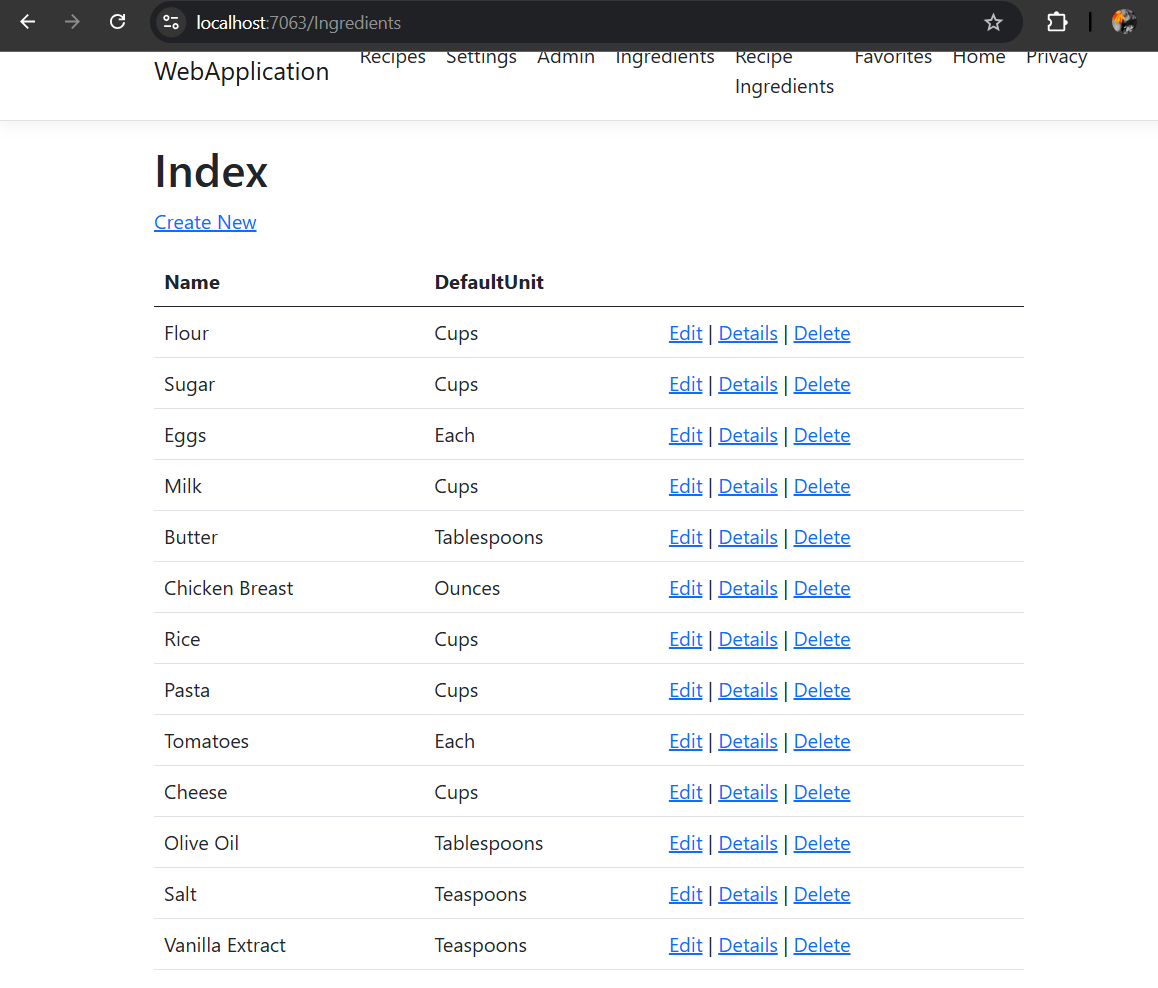 localhost:7063/Ingredients
WebApplication Recipes Settings Admin Ingredients Recipe Ingredients Favorites Home Privacy
Index
Create New
Name DefaultUnit
Flour Cups Edit | Details | Delete
Sugar Cups Edit | Details | Delete
Eggs Each Edit | Details | Delete
Milk Cups Edit | Details | Delete
Butter Tablespoons Edit | Details | Delete
Chicken Breast Ounces Edit | Details | Delete
Rice Cups Edit | Details | Delete
Pasta Cups Edit | Details | Delete
Tomatoes Each Edit | Details | Delete
Cheese Cups Edit | Details | Delete
Olive Oil Tablespoons Edit | Details | Delete
Salt Teaspoons Edit | Details | Delete
Vanilla Extract Teaspoons Edit | Details | Delete